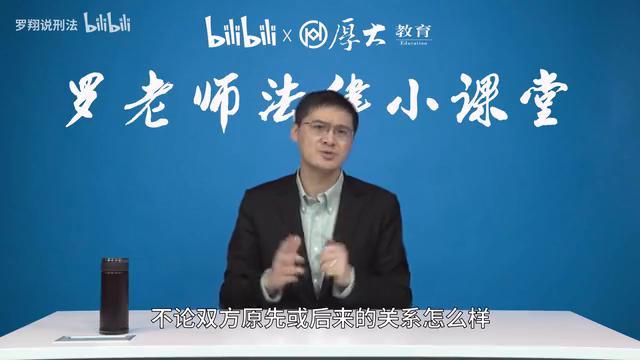 罗翔说刑法 bilibili
bilibili × 厚大 教育
Education
罗老师法律小课堂
不论双方原先或后来的关系怎么样